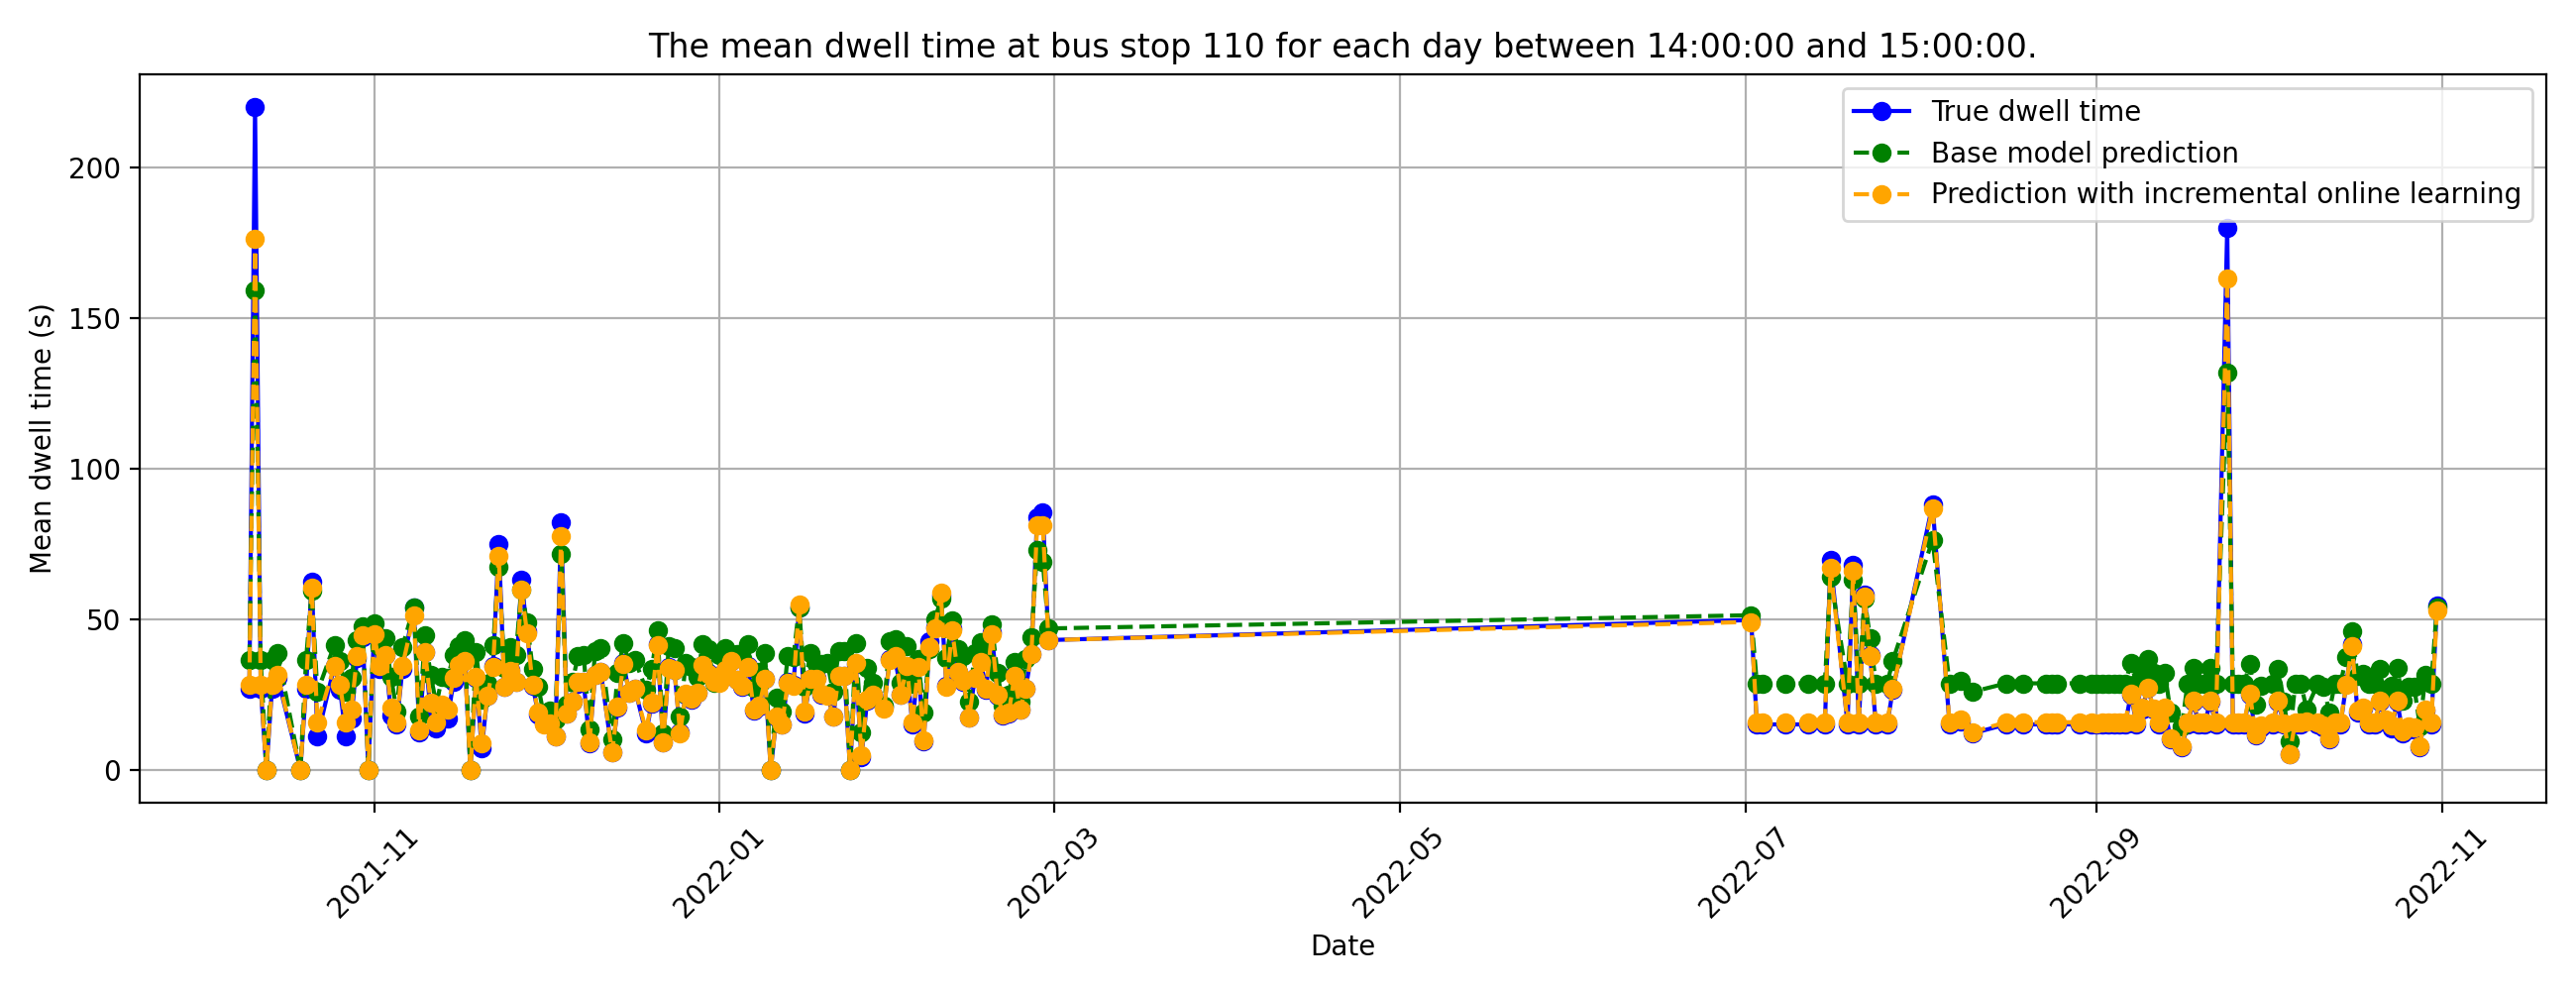 The mean dwell time at bus stop 110 for each day between 14:00:00 and 15:00:00.
True dwell time
Base model prediction
Prediction with incremental online learning
Mean dwell time (s)
200
150
100
50
0
2021-11
2022-01
2022-03
2022-05
2022-07
2022-09
2022-11
Date